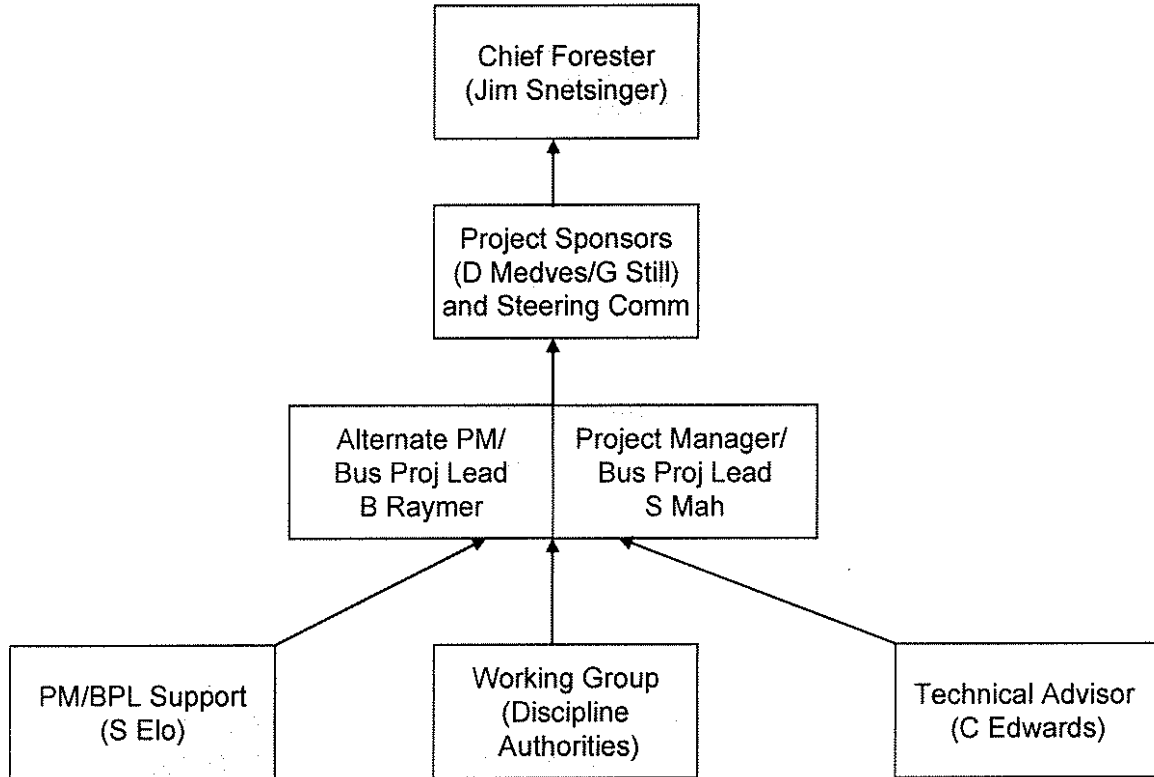 Chief Forester
(Jim Snetsinger)
Project Sponsors
(D Medves/G Still)
and Steering Comm
Alternate PM/
Bus Proj Lead
B Raymer
Project Manager/
Bus Proj Lead
S Mah
PM/BPL Support
(S Elo)
Working Group
(Discipline
Authorities)
Technical Advisor
(C Edwards)